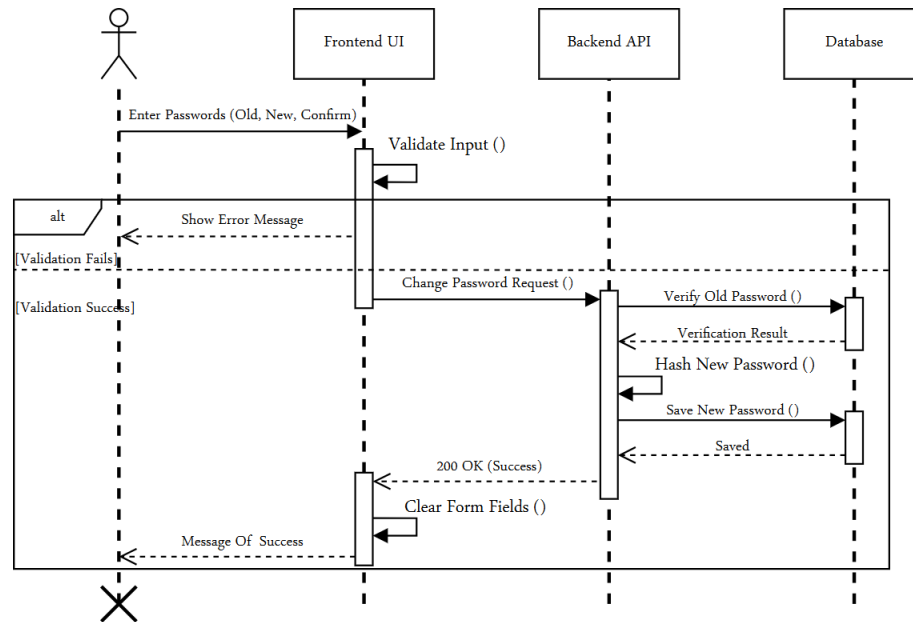 Frontend UI
Backend API
Database
Enter Passwords (Old, New, Confirm)
Validate Input ()
alt
Show Error Message
[Validation Fails]
Change Password Request ()
[Validation Success]
Verify Old Password ()
Verification Result
Hash New Password ()
Save New Password ()
Saved
200 OK (Success)
Clear Form Fields ()
Message Of Success